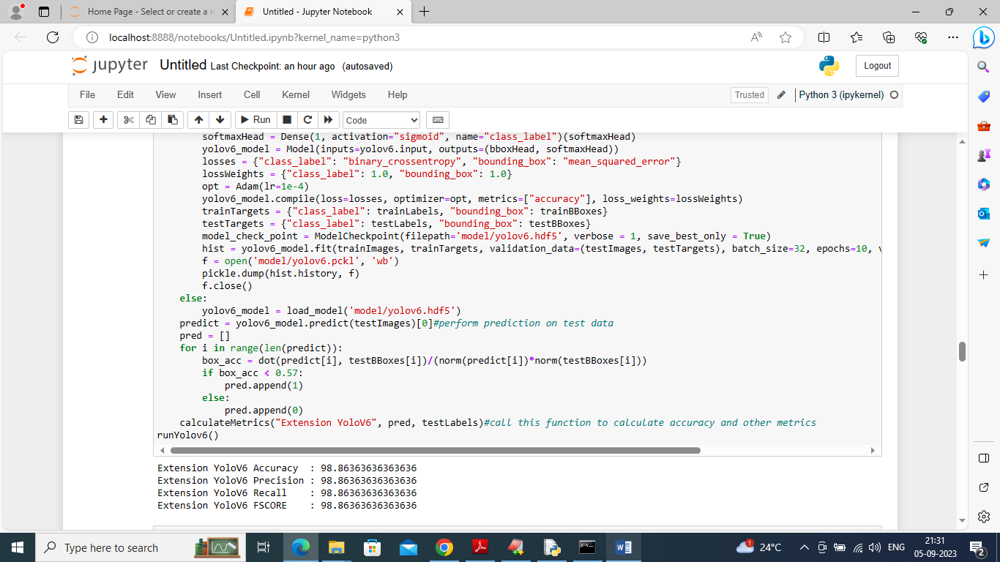 Home Page - Select or create a n
Untitled - Jupyter Notebook
localhost:8888/notebooks/Untitled.ipynb?kernel_name=python3
jupyter Untitled Last Checkpoint: an hour ago (autosaved)
Logout
File Edit View Insert Cell Kernel Widgets Help
Trusted
Python 3 (ipykernel)
Run
Code
        softmaxHead = Dense(1, activation="sigmoid", name="class_label")(softmaxHead)
        yolov6_model = Model(inputs=yolov6.input, outputs=(bboxHead, softmaxHead))
        losses = {"class_label": "binary_crossentropy", "bounding_box": "mean_squared_error"}
        lossWeights = {"class_label": 1.0, "bounding_box": 1.0}
        opt = Adam(lr=1e-4)
        yolov6_model.compile(loss=losses, optimizer=opt, metrics=["accuracy"], loss_weights=lossWeights)
        trainTargets = {"class_label": trainLabels, "bounding_box": trainBBoxes}
        testTargets = {"class_label": testLabels, "bounding_box": testBBoxes}
        model_check_point = ModelCheckpoint(filepath='model/yolov6.hdf5', verbose = 1, save_best_only = True)
        hist = yolov6_model.fit(trainImages, trainTargets, validation_data=(testImages, testTargets), batch_size=32, epochs=10, v
        f = open('model/yolov6.pckl', 'wb')
        pickle.dump(hist.history, f)
        f.close()
    else:
        yolov6_model = load_model('model/yolov6.hdf5')
    predict = yolov6_model.predict(testImages)[0]#perform prediction on test data
    pred = []
    for i in range(len(predict)):
        box_acc = dot(predict[i], testBBoxes[i])/(norm(predict[i])*norm(testBBoxes[i]))
        if box_acc < 0.57:
            pred.append(1)
        else:
            pred.append(0)
    calculateMetrics("Extension YoloV6", pred, testLabels)#call this function to calculate accuracy and other metrics
runYolov6()
Extension YoloV6 Accuracy  : 98.86363636363636
Extension YoloV6 Precision : 98.86363636363636
Extension YoloV6 Recall    : 98.86363636363636
Extension YoloV6 FSCORE    : 98.86363636363636
Type here to search
1
24°C
ENG
21:31
05-09-2023
2